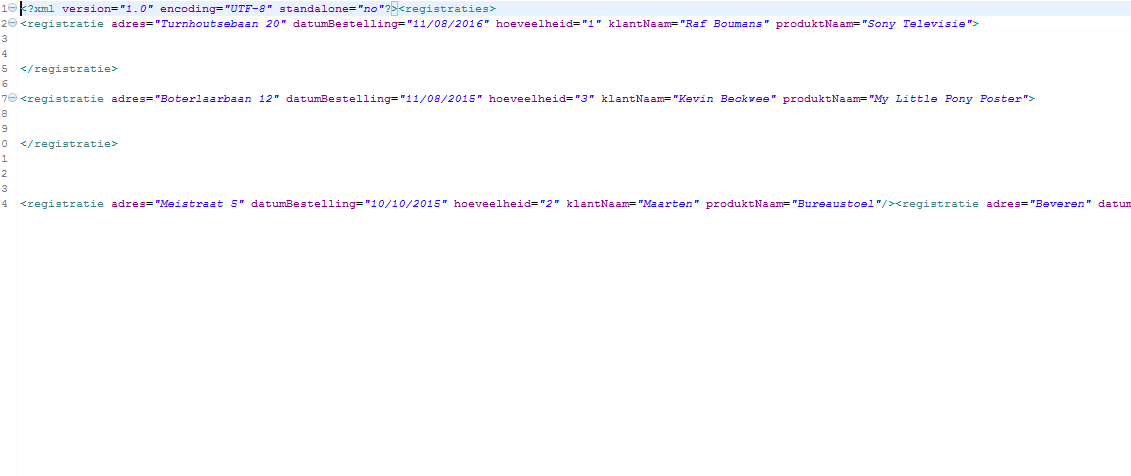 1 <?xml version="1.0" encoding="UTF-8" standalone="no"?><registraties>
2 <registratie adres="Turnhoutsebaan 20" datumBestelling="11/08/2016" hoeveelheid="1" klantNaam="Raf Boumans" produktNaam="Sony Televisie">
3
4
5 </registratie>
6
7 <registratie adres="Boterlaarbaan 12" datumBestelling="11/08/2015" hoeveelheid="3" klantNaam="Kevin Beckwee" produktNaam="My Little Pony Poster">
8
9
0 </registratie>
1
2
3
4 <registratie adres="Meistraat 5" datumBestelling="10/10/2015" hoeveelheid="2" klantNaam="Maarten" produktNaam="Bureaustoel"/><registratie adres="Beveren" datum